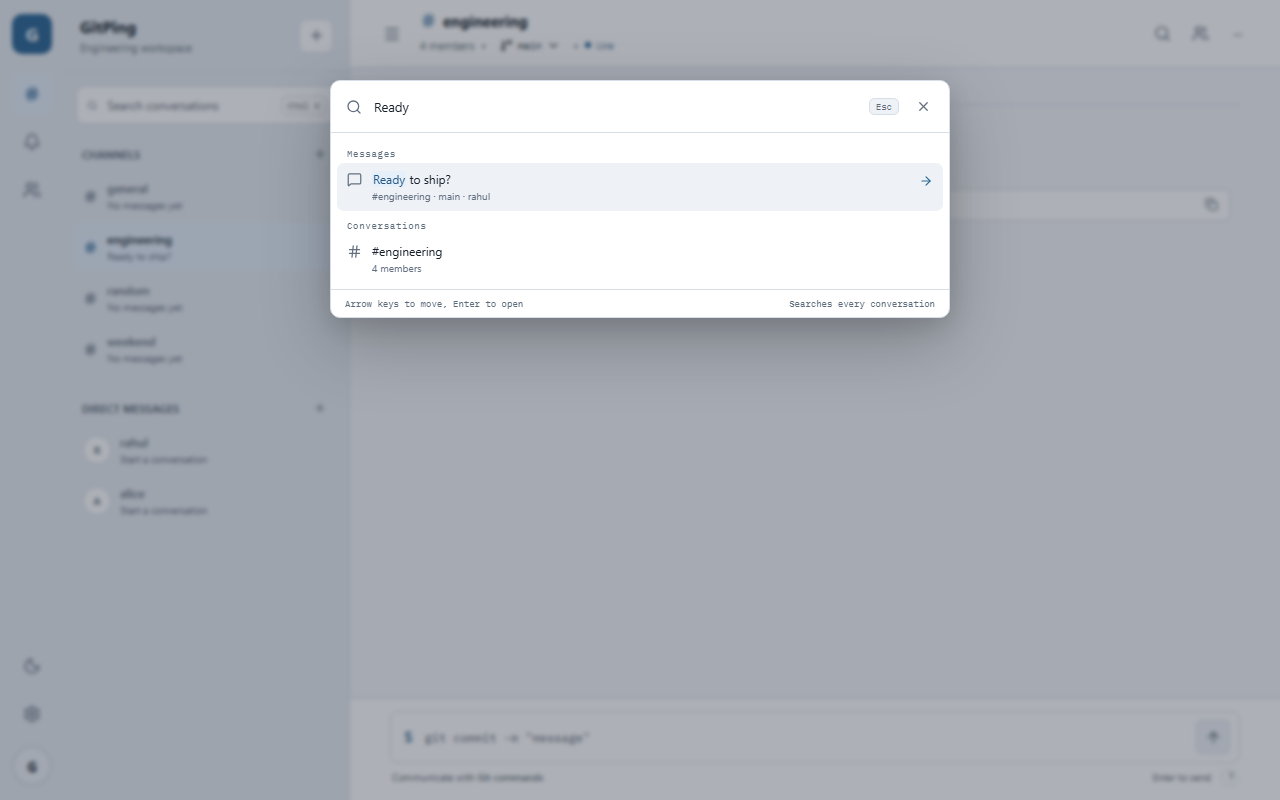 G
GitPing
Engineering workspace
Search conversations
CHANNELS
general
No messages yet
engineering
Ready to ship?
random
No messages yet
weekend
No messages yet
DIRECT MESSAGES
rahul
Start a conversation
alice
Start a conversation
G
# engineering
4 members
main
Live
Ready
Esc
Messages
Ready to ship?
#engineering · main · rahul
Conversations
#engineering
4 members
Arrow keys to move, Enter to open
Searches every conversation
$ git commit -m "message"
Communicate with Git commands
Enter to send